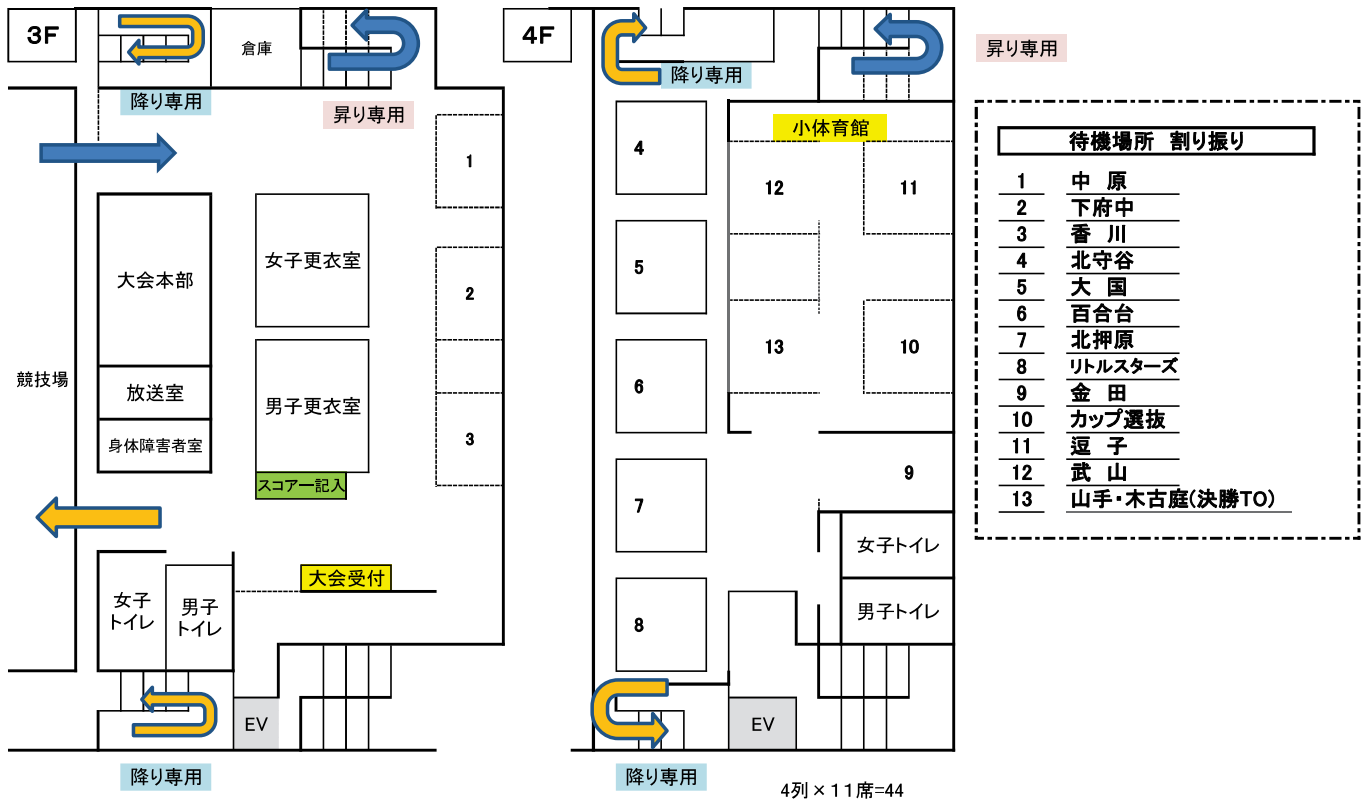 3F
倉庫
降り専用
昇り専用
1
大会本部
女子更衣室
2
競技場
放送室
男子更衣室
身体障害者室
3
スコアー記入
大会受付
女子
トイレ
男子
トイレ
EV
降り専用
4F
降り専用
昇り専用
小体育館
4
12
11
5
13
10
6
9
7
女子トイレ
8
男子トイレ
EV
降り専用
4列×11席=44
待機場所 割り振り
1 中 原
2 下府中
3 香 川
4 北守谷
5 大 国
6 百合台
7 北押原
8 リトルスターズ
9 金 田
10 カップ選抜
11 逗 子
12 武 山
13 山手・木古庭(決勝TO)